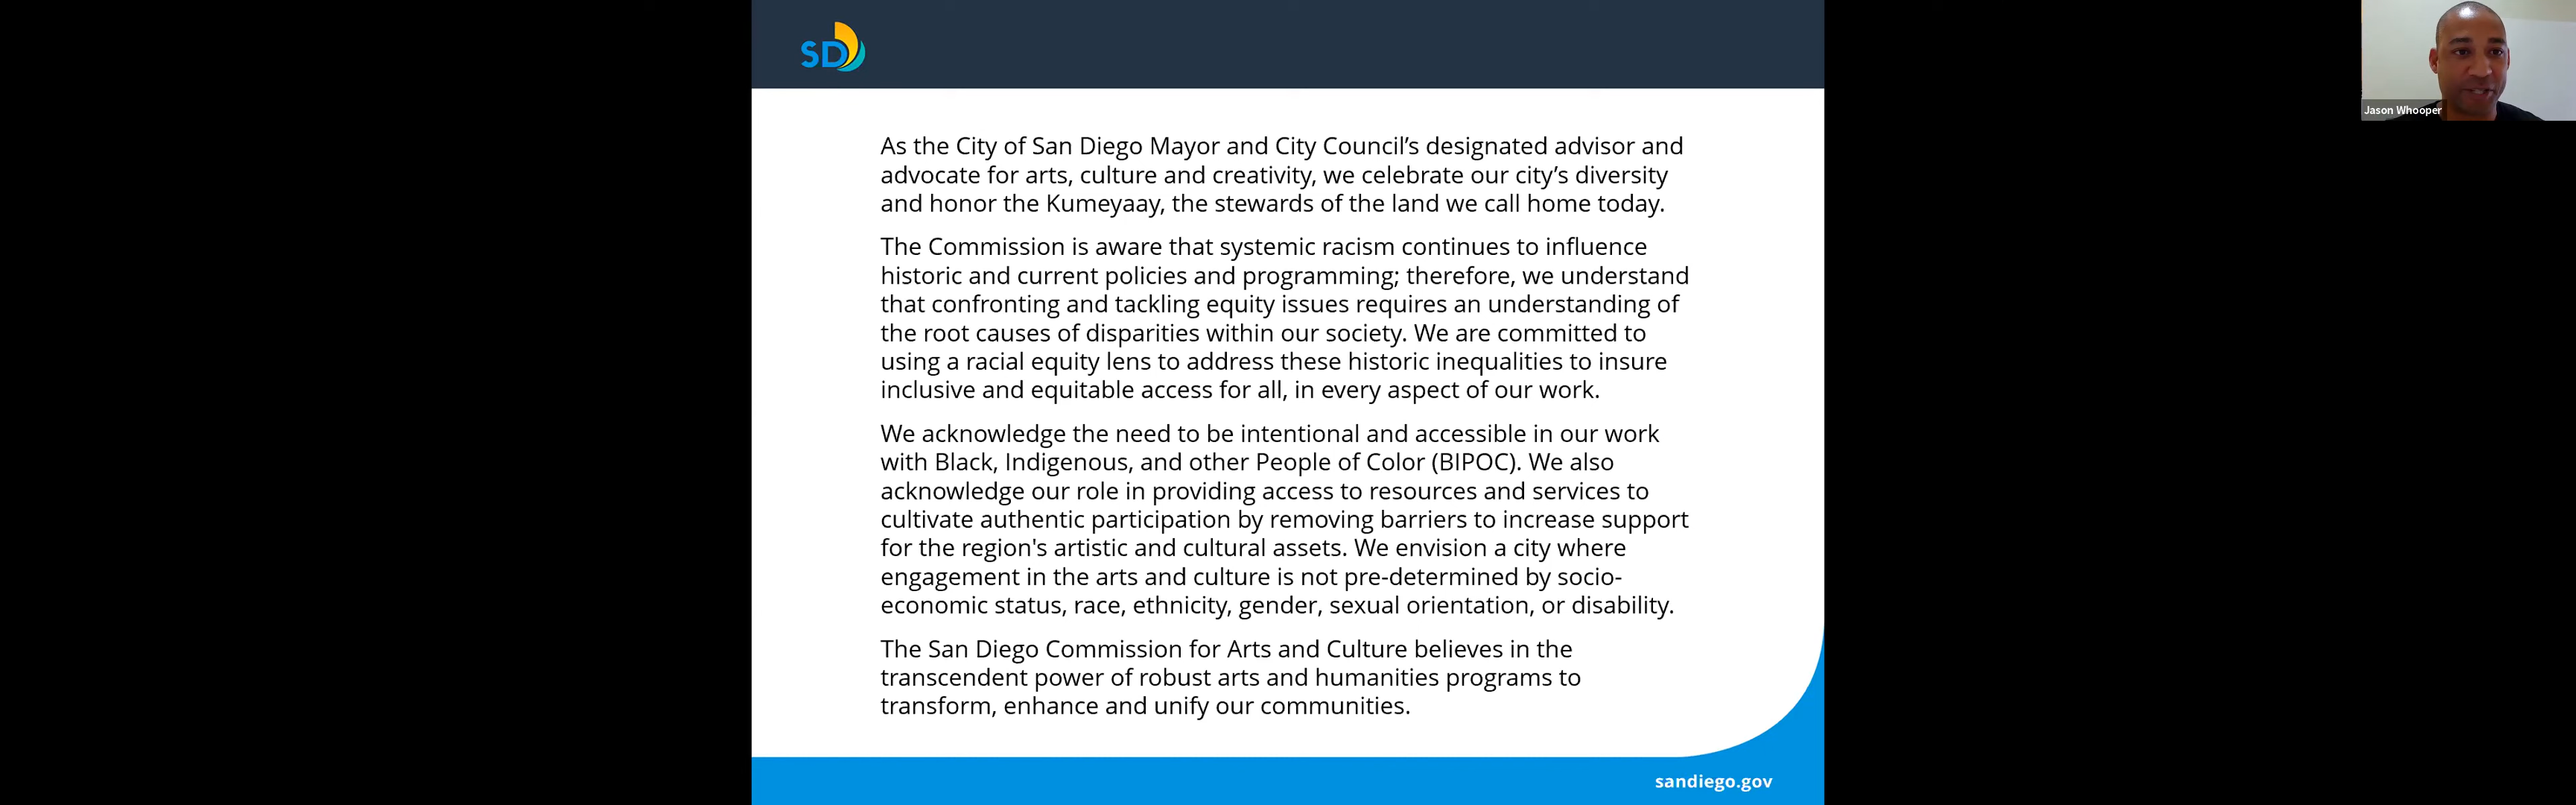 SD
Jason Whooper
As the City of San Diego Mayor and City Council’s designated advisor and
advocate for arts, culture and creativity, we celebrate our city’s diversity
and honor the Kumeyaay, the stewards of the land we call home today.
The Commission is aware that systemic racism continues to influence
historic and current policies and programming; therefore, we understand
that confronting and tackling equity issues requires an understanding of
the root causes of disparities within our society. We are committed to
using a racial equity lens to address these historic inequalities to insure
inclusive and equitable access for all, in every aspect of our work.
We acknowledge the need to be intentional and accessible in our work
with Black, Indigenous, and other People of Color (BIPOC). We also
acknowledge our role in providing access to resources and services to
cultivate authentic participation by removing barriers to increase support
for the region's artistic and cultural assets. We envision a city where
engagement in the arts and culture is not pre-determined by socio-
economic status, race, ethnicity, gender, sexual orientation, or disability.
The San Diego Commission for Arts and Culture believes in the
transcendent power of robust arts and humanities programs to
transform, enhance and unify our communities.
sandiego.gov